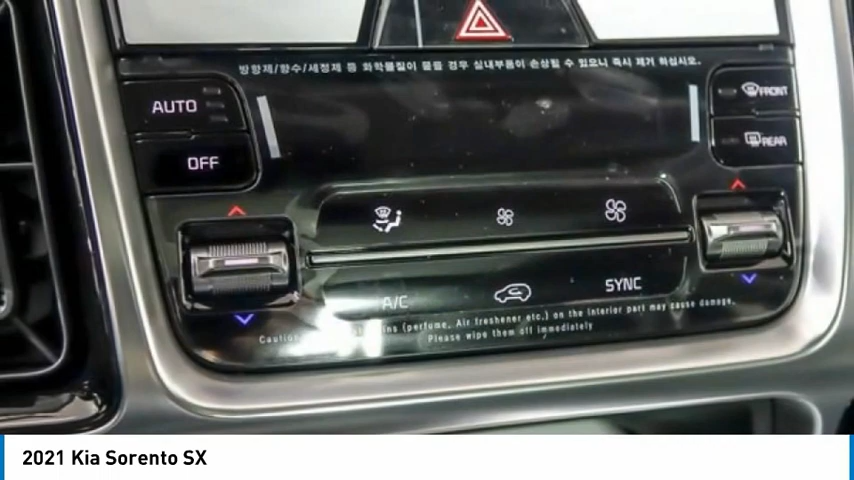 방향제/향수/세정제 등 화학물질이 묻을 경우 실내부품이 손상될 수 있으니 즉시 제거 하십시오.
AUTO
FRONT
OFF
REAR
A/C
SYNC
(perfume, Air freshener etc.) on the interior part may cause damage.
Please wipe them off immediately
2021 Kia Sorento SX